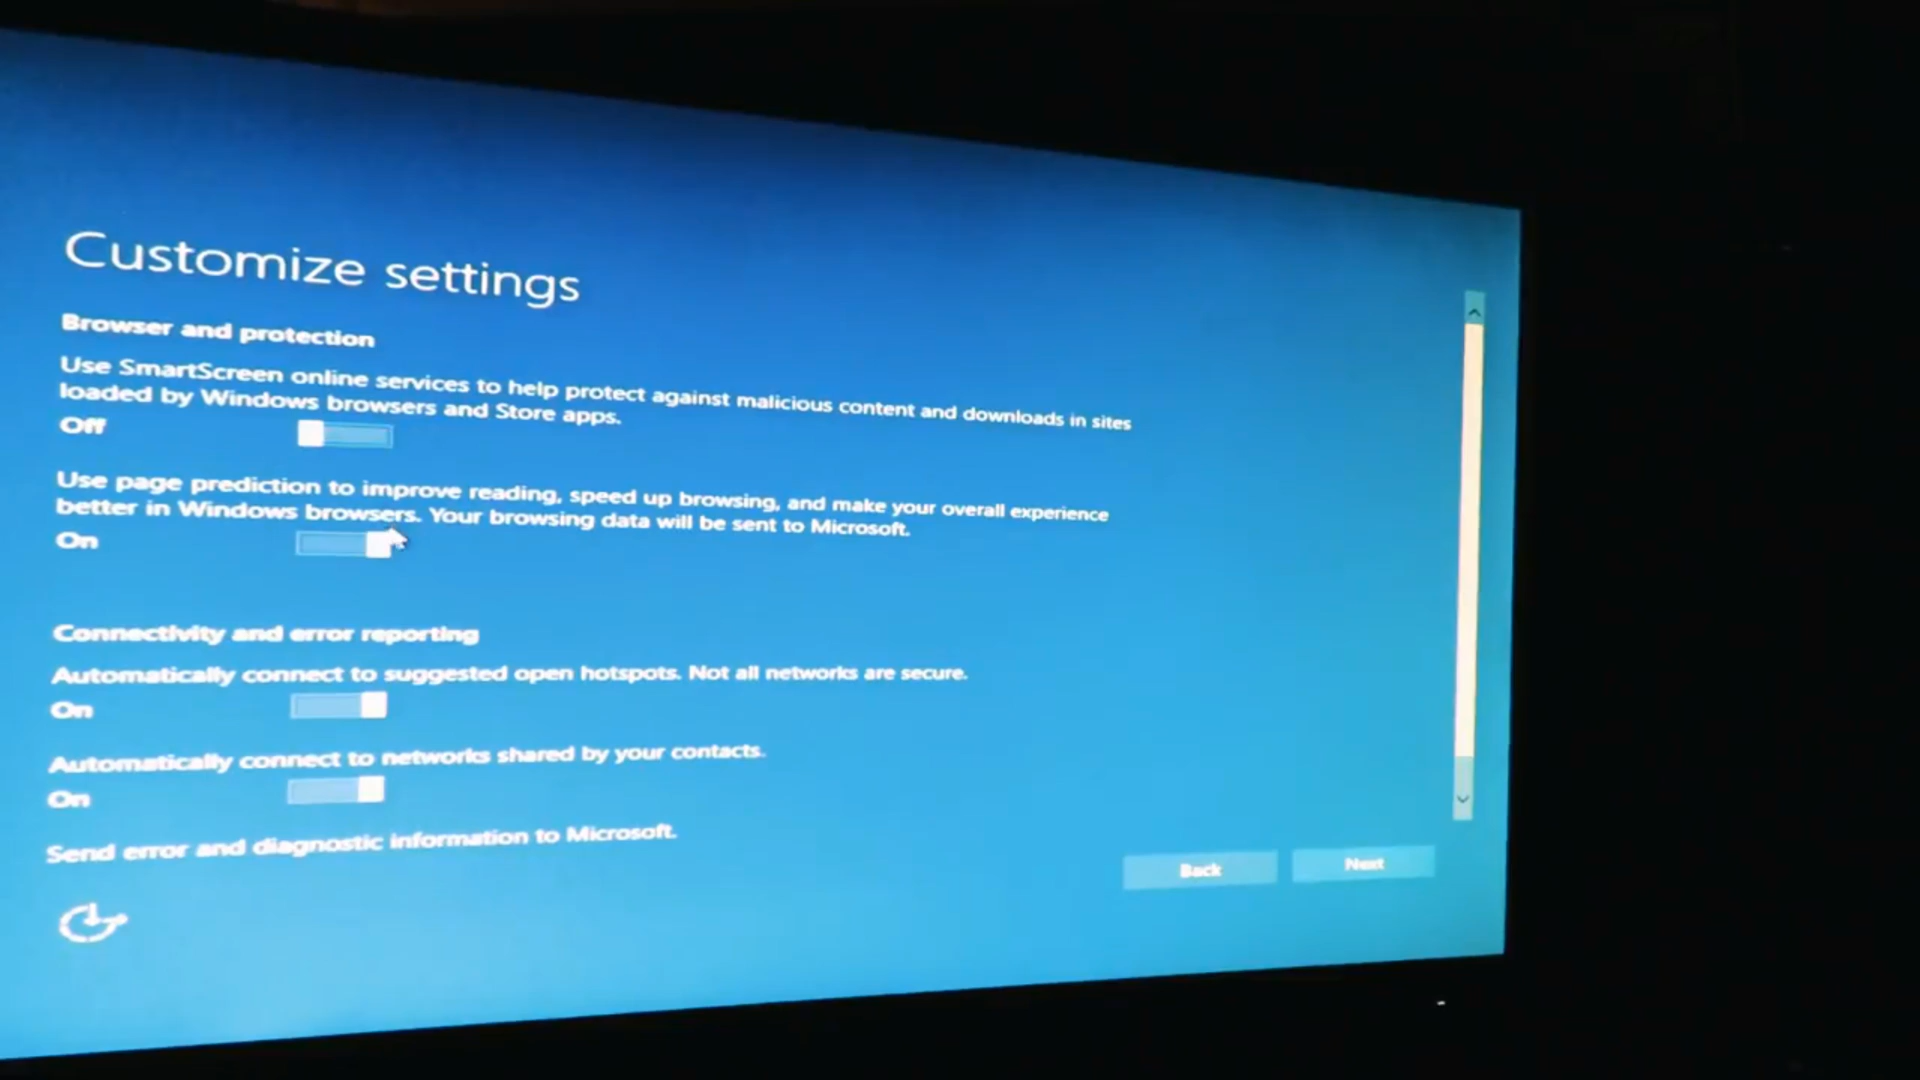 Customize settings
Browser and protection
Use SmartScreen online services to help protect against malicious content and downloads in sites
loaded by Windows browsers and Store apps.
Off
Use page prediction to improve reading, speed up browsing, and make your overall experience
better in Windows browsers. Your browsing data will be sent to Microsoft.
On
Connectivity and error reporting
Automatically connect to suggested open hotspots. Not all networks are secure.
On
Automatically connect to networks shared by your contacts.
On
Send error and diagnostic information to Microsoft.
Back
Next